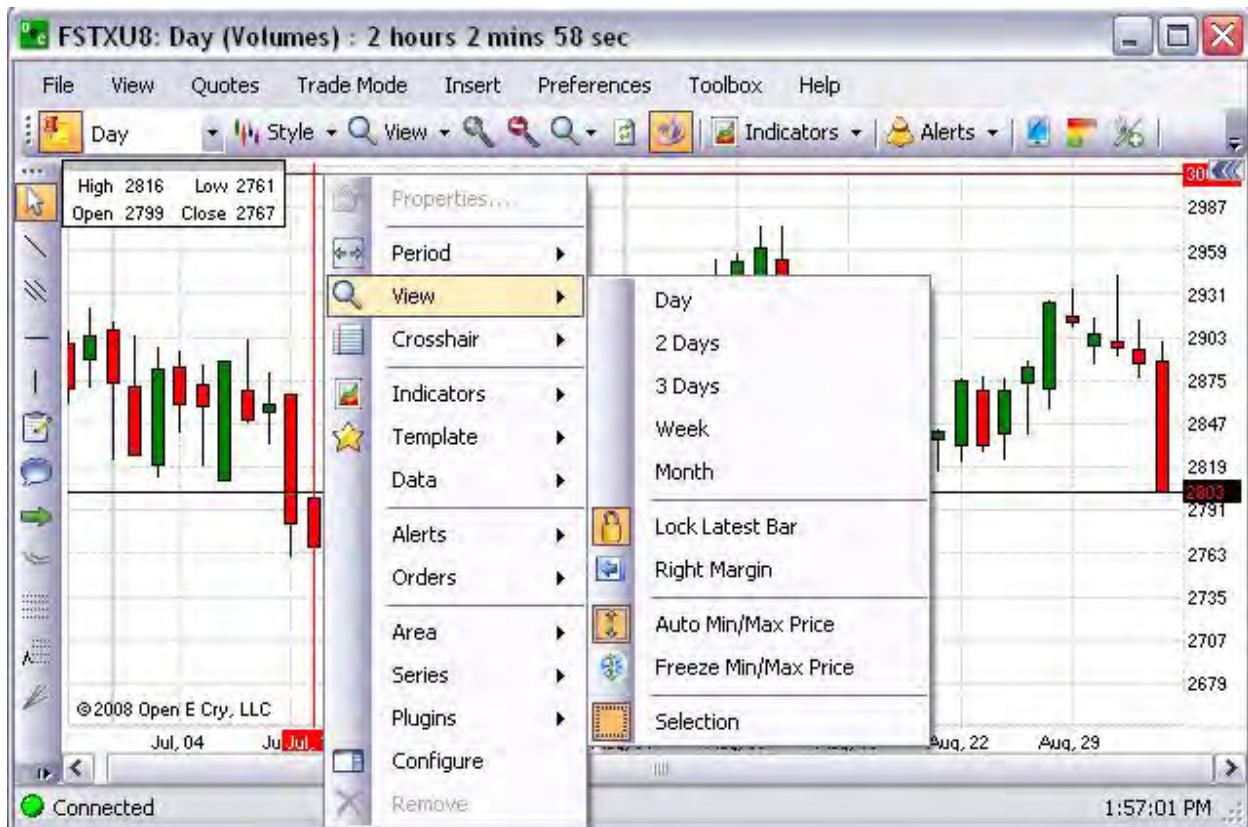 FSTXU8: Day (Volumes) : 2 hours 2 mins 58 sec
File View Quotes Trade Mode Insert Preferences Toolbox Help
Day Style View Indicators Alerts
High 2816 Low 2761
Open 2799 Close 2767
Properties....
Period
View
Crosshair
Indicators
Template
Data
Alerts
Orders
Area
Series
Plugins
Configure
Remove
Day
2 Days
3 Days
Week
Month
Lock Latest Bar
Right Margin
Auto Min/Max Price
Freeze Min/Max Price
Selection
2987
2959
2931
2903
2875
2847
2819
2803
2791
2763
2735
2707
2679
©2008 Open E Cry, LLC
Jul, 04 Aug, 22 Aug, 29
Connected 1:57:01 PM